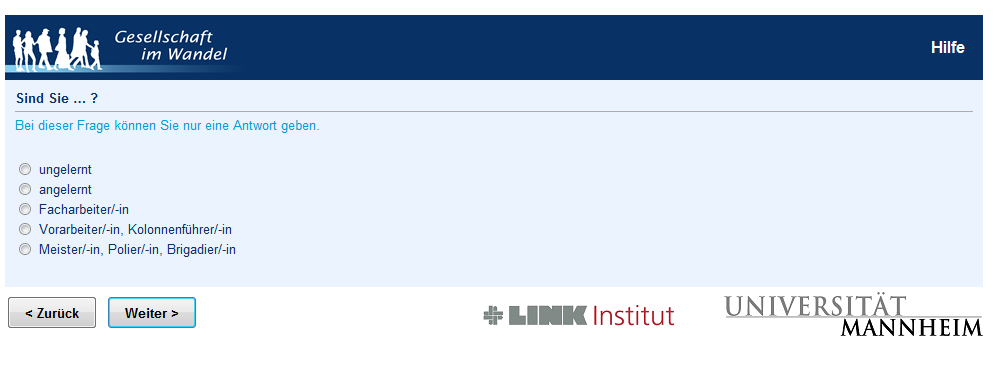 Gesellschaft
im Wandel
Hilfe
Sind Sie ... ?
Bei dieser Frage können Sie nur eine Antwort geben.
ungelernt
angelernt
Facharbeiter/-in
Vorarbeiter/-in, Kolonnenführer/-in
Meister/-in, Polier/-in, Brigadier/-in
< Zurück
Weiter >
LINK Institut
UNIVERSITÄT
MANNHEIM